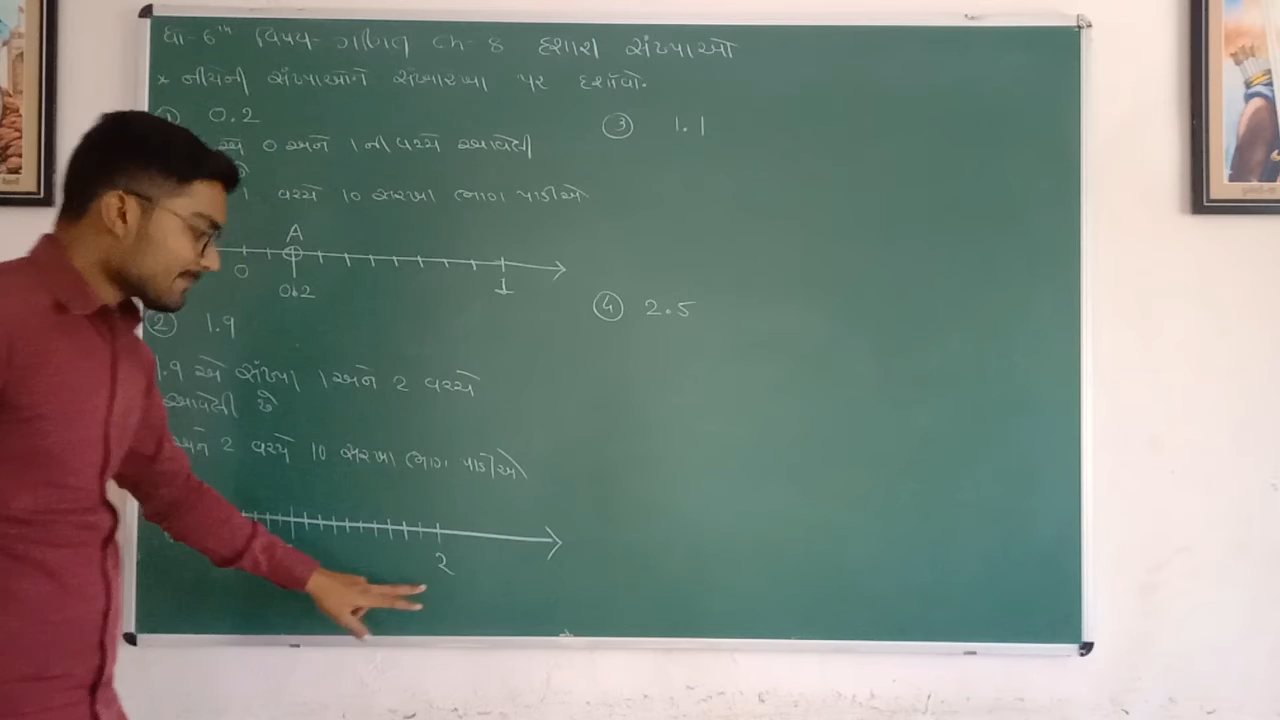 ધા-6th વિષય-ગણિત Ch-8 દશાંશ સંખ્યાઓ
* નીચેની સંખ્યાઓને સંખ્યારેખા પર દર્શાવો.
① 0.2
એ 0 અને 1 ની વચ્ચે આવેલી
છે
1 વચ્ચે 10 સરખા ભાગ પાડીએ
A
0 0.2 1
② 1.9
1.9 એ સંખ્યા 1 અને 2 વચ્ચે
આવેલી છે
અને 2 વચ્ચે 10 સરખા ભાગ પાડીએ
2
③ 1.1
④ 2.5